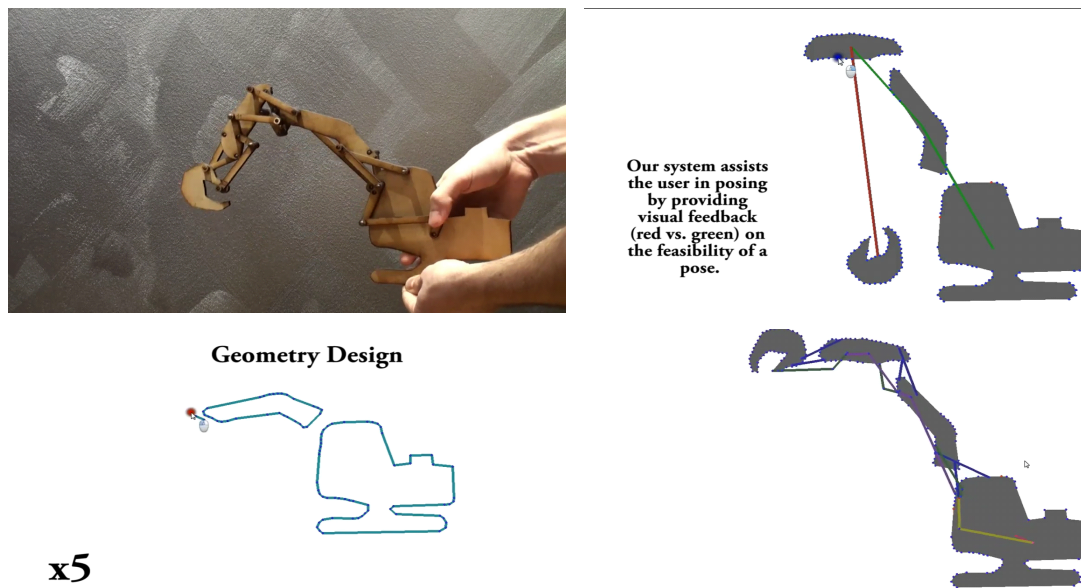 Our system assists
the user in posing
by providing
visual feedback
(red vs. green) on
the feasibility of a
pose.
Geometry Design
x5